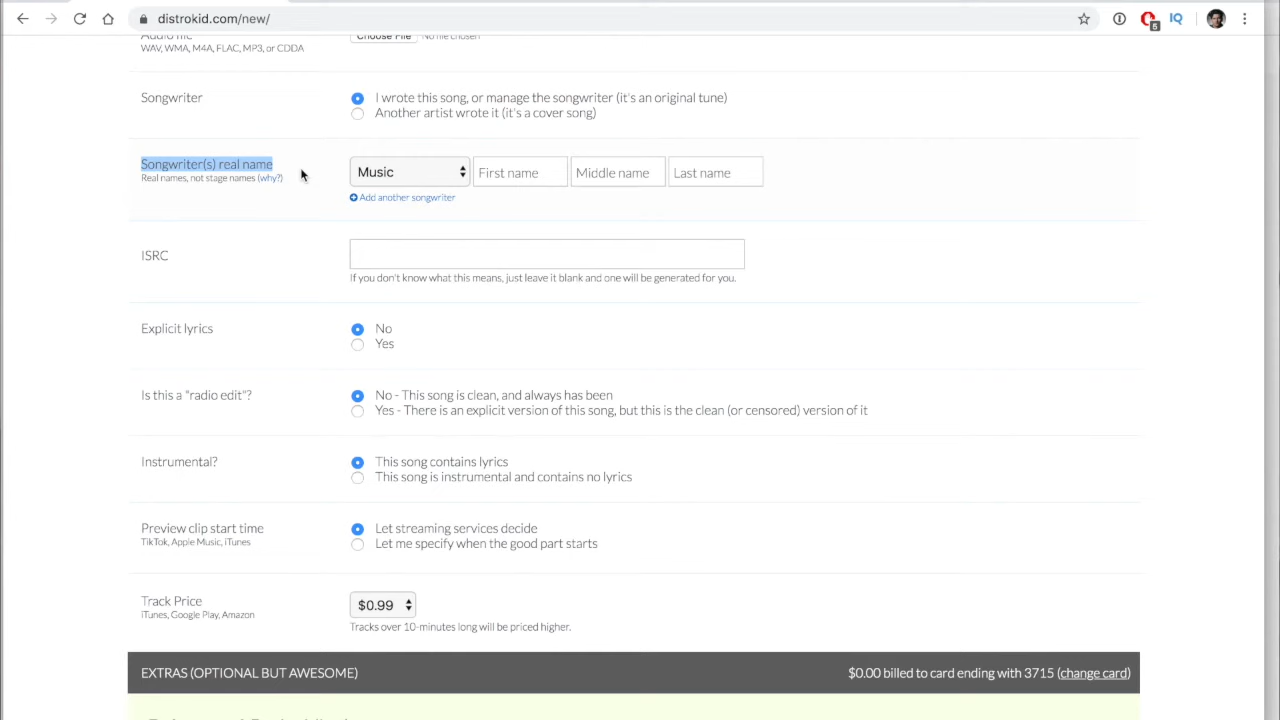 distrokid.com/new/
5
IQ
Audio file
Choose File No file chosen
WAV, WMA, M4A, FLAC, MP3, or CDDA
Songwriter
I wrote this song, or manage the songwriter (it's an original tune)
Another artist wrote it (it's a cover song)
Songwriter(s) real name
Real names, not stage names (why?)
Music First name Middle name Last name
Add another songwriter
ISRC
If you don't know what this means, just leave it blank and one will be generated for you.
Explicit lyrics
No
Yes
Is this a "radio edit"?
No - This song is clean, and always has been
Yes - There is an explicit version of this song, but this is the clean (or censored) version of it
Instrumental?
This song contains lyrics
This song is instrumental and contains no lyrics
Preview clip start time
TikTok, Apple Music, iTunes
Let streaming services decide
Let me specify when the good part starts
Track Price
iTunes, Google Play, Amazon
$0.99
Tracks over 10-minutes long will be priced higher.
EXTRAS (OPTIONAL BUT AWESOME) $0.00 billed to card ending with 3715 (change card)